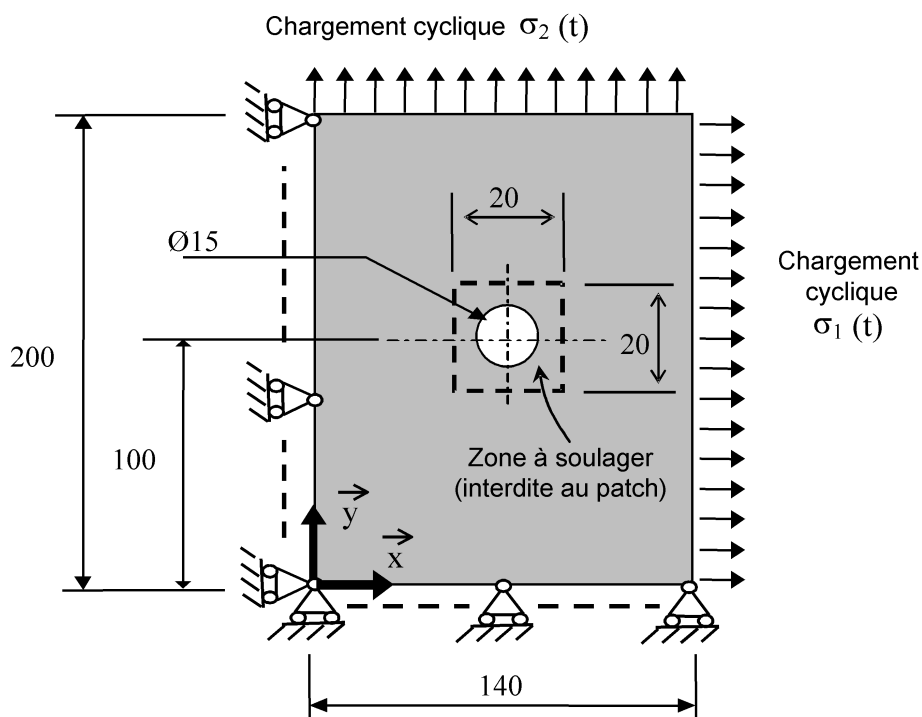 Chargement cyclique σ₂ (t)
20
Ø15
Chargement
cyclique
σ₁ (t)
200
20
100
Zone à soulager
(interdite au patch)
y
x
140